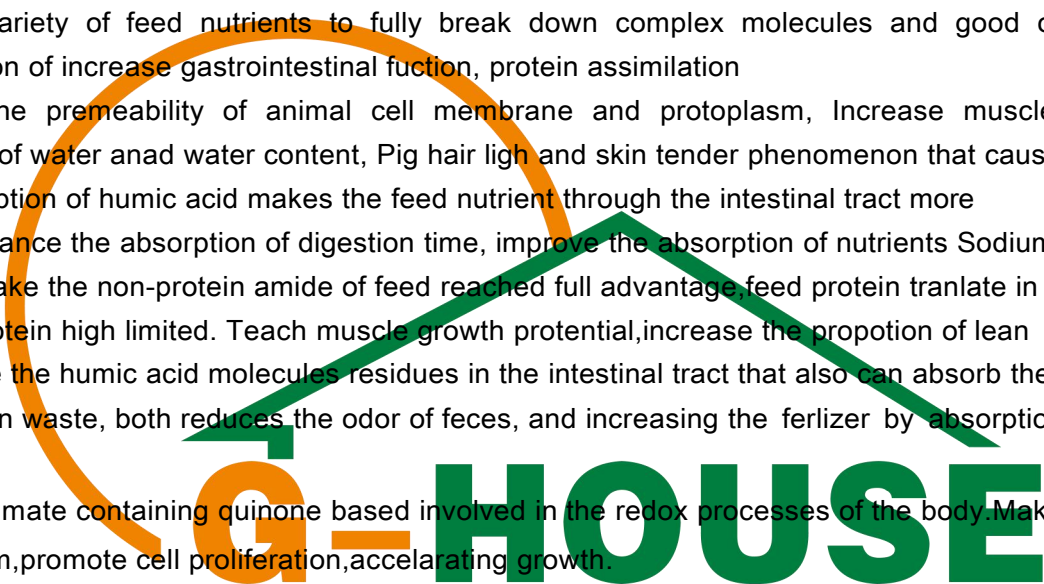 ariety of feed nutrients to fully break down complex molecules and good
on of increase gastrointestinal fuction, protein assimilation
he premeability of animal cell membrane and protoplasm, Increase muscle
of water anad water content, Pig hair ligh and skin tender phenomenon that caus
ption of humic acid makes the feed nutrient through the intestinal tract more
ance the absorption of digestion time, improve the absorption of nutrients Sodium
ake the non-protein amide of feed reached full advantage,feed protein tranlate in
otein high limited. Teach muscle growth protential,increase the propotion of lean
the humic acid molecules residues in the intestinal tract that also can absorb the
n waste, both reduces the odor of feces, and increasing the ferlizer by absorptio
mate containing quinone based involved in the redox processes of the body.Mak
m,promote cell proliferation,accelarating growth.
G-HOUSE